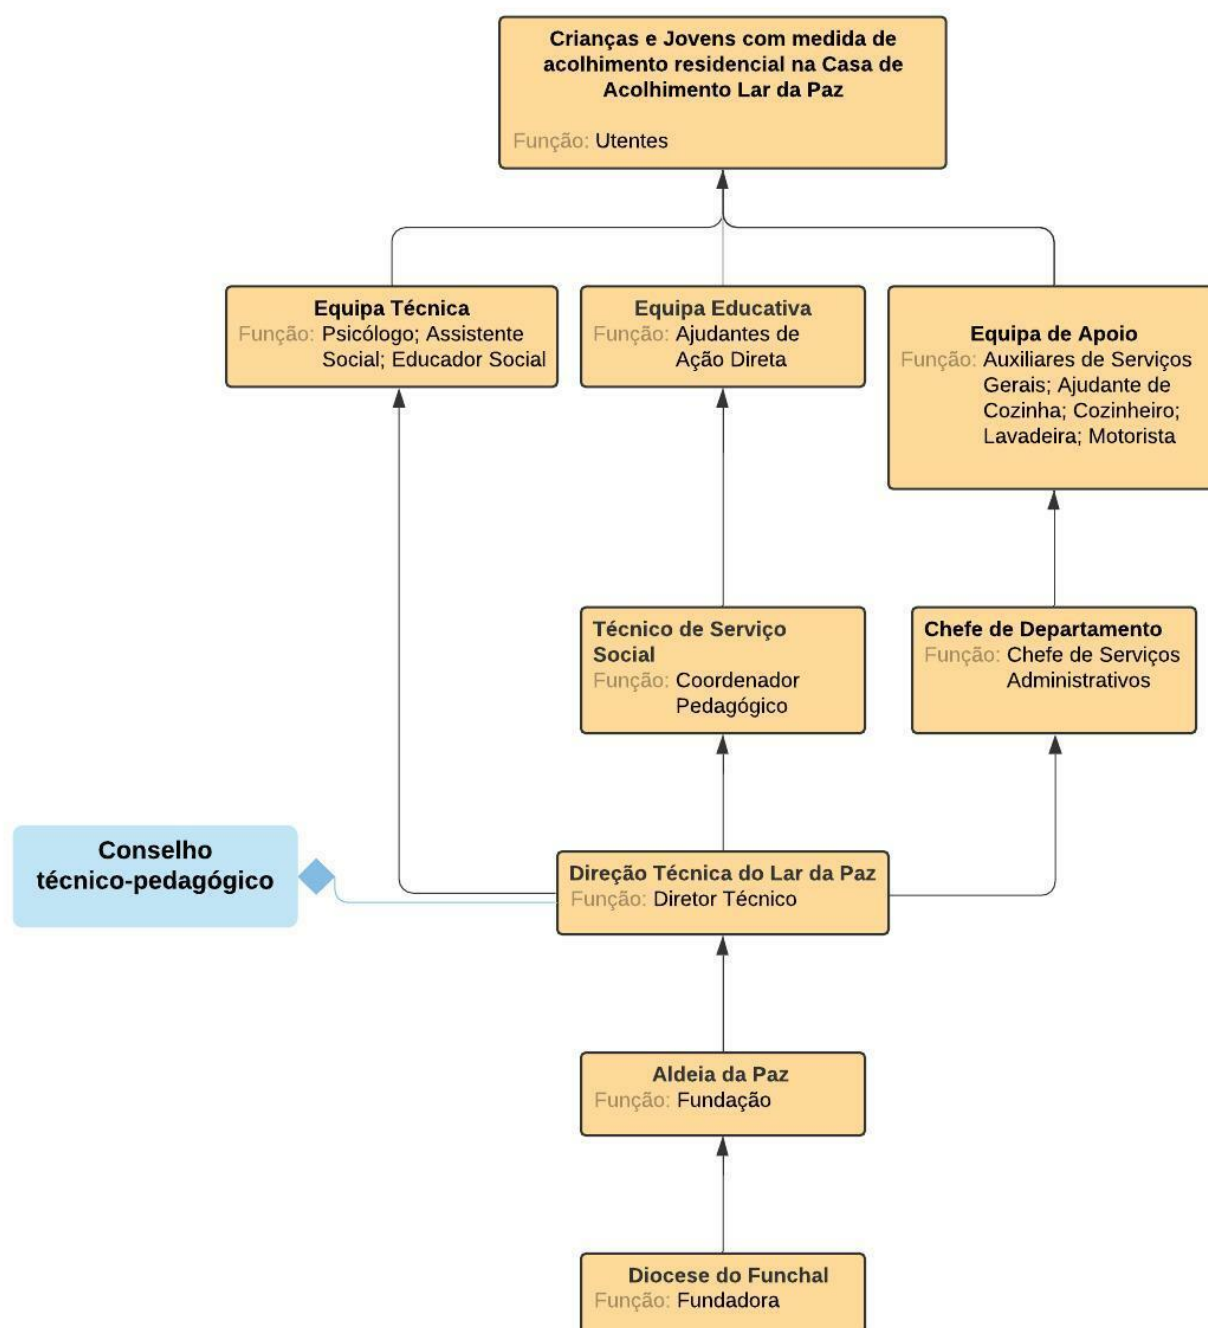 Crianças e Jovens com medida de
acolhimento residencial na Casa de
Acolhimento Lar da Paz
Função: Utentes
Equipa Técnica
Função: Psicólogo; Assistente
Social; Educador Social
Equipa Educativa
Função: Ajudantes de
Ação Direta
Equipa de Apoio
Função: Auxiliares de Serviços
Gerais; Ajudante de
Cozinha; Cozinheiro;
Lavadeira; Motorista
Técnico de Serviço
Social
Função: Coordenador
Pedagógico
Chefe de Departamento
Função: Chefe de Serviços
Administrativos
Conselho
técnico-pedagógico
Direção Técnica do Lar da Paz
Função: Diretor Técnico
Aldeia da Paz
Função: Fundação
Diocese do Funchal
Função: Fundadora